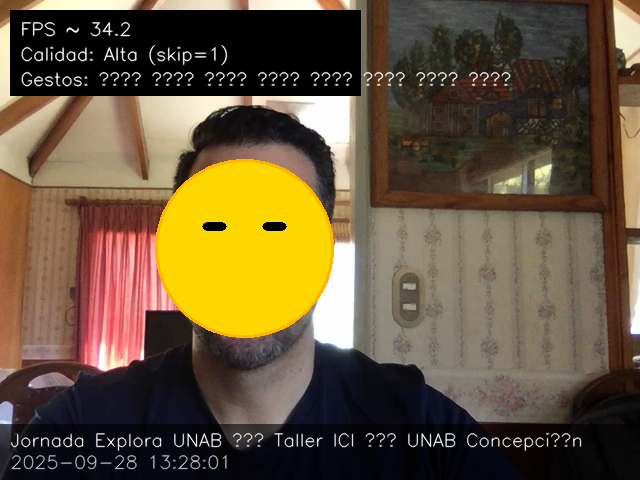 FPS ~ 34.2
Calidad: Alta (skip=1)
Gestos: ???? ???? ???? ???? ???? ???? ???? ????
Jornada Explora UNAB ??? Taller ICI ??? UNAB Concepci??n
2025-09-28 13:28:01